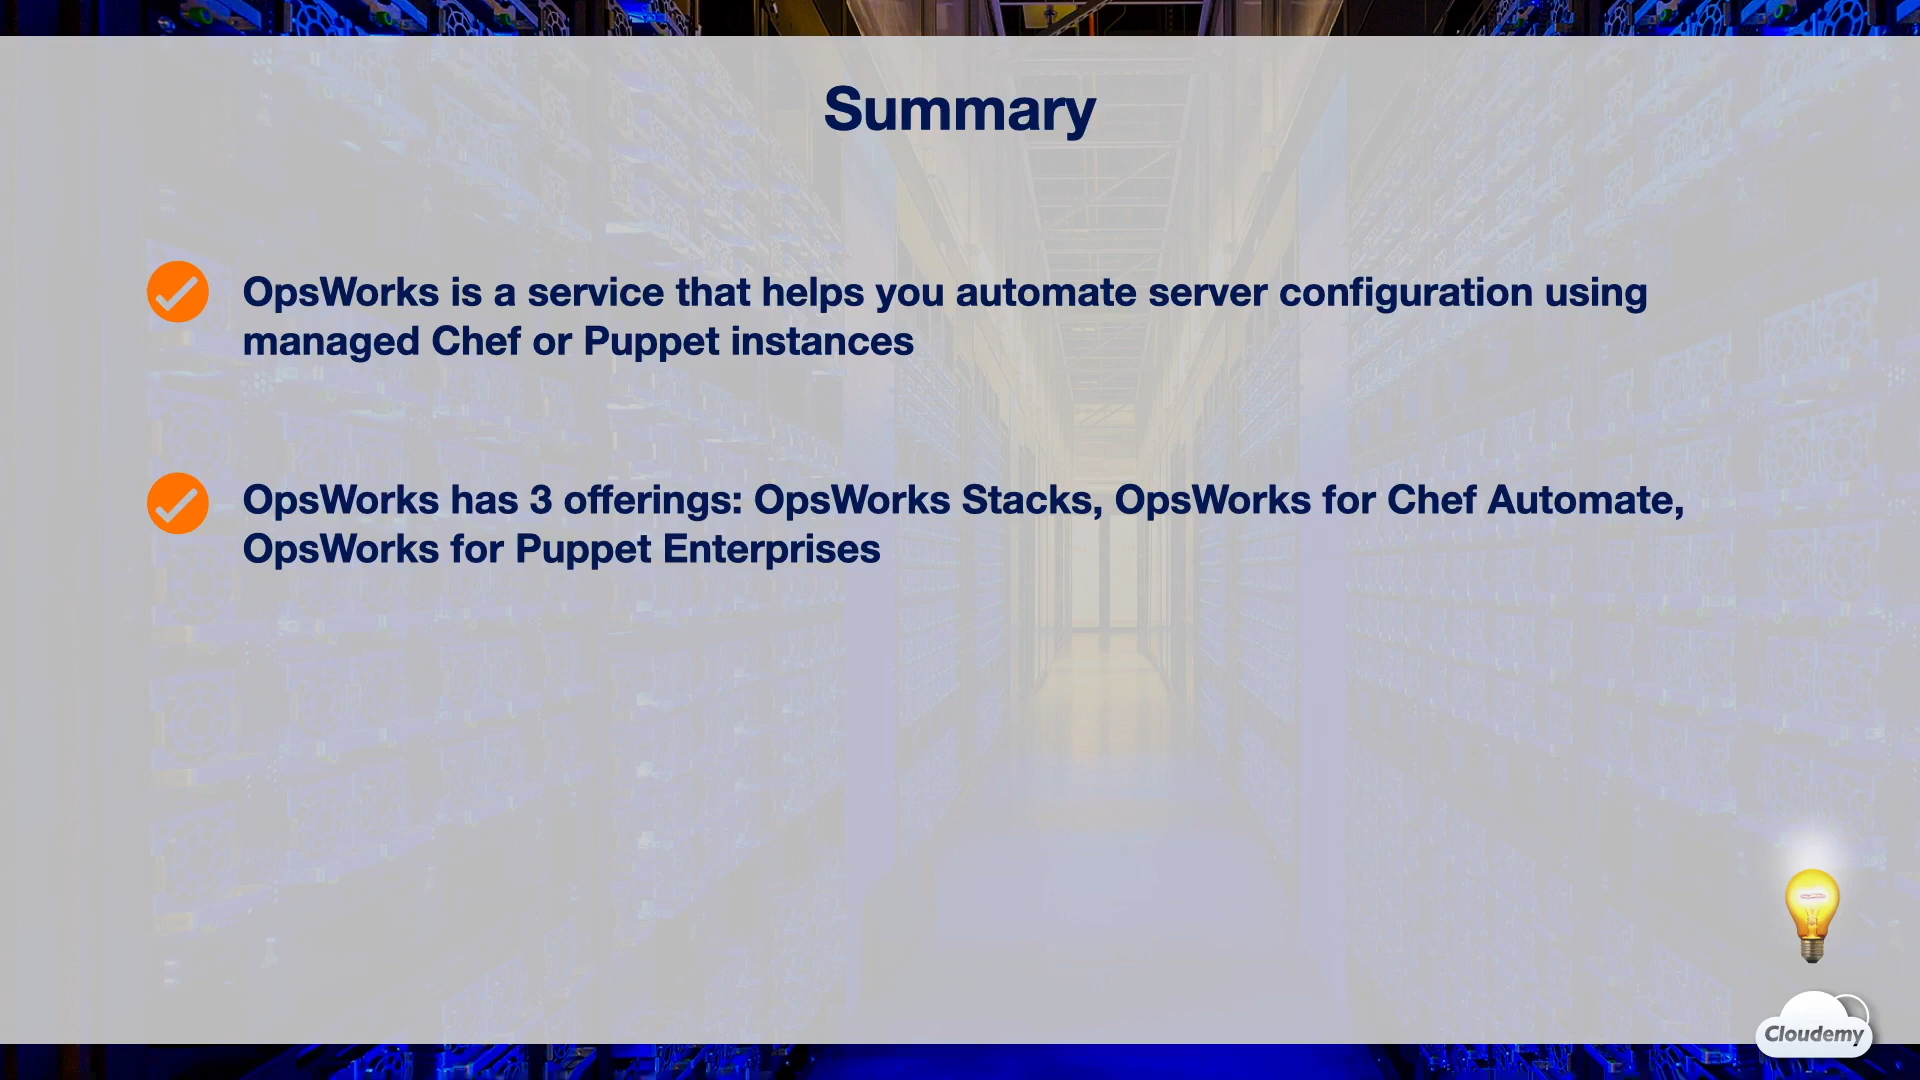 Summary
OpsWorks is a service that helps you automate server configuration using
managed Chef or Puppet instances
OpsWorks has 3 offerings: OpsWorks Stacks, OpsWorks for Chef Automate,
OpsWorks for Puppet Enterprises
Cloudemy